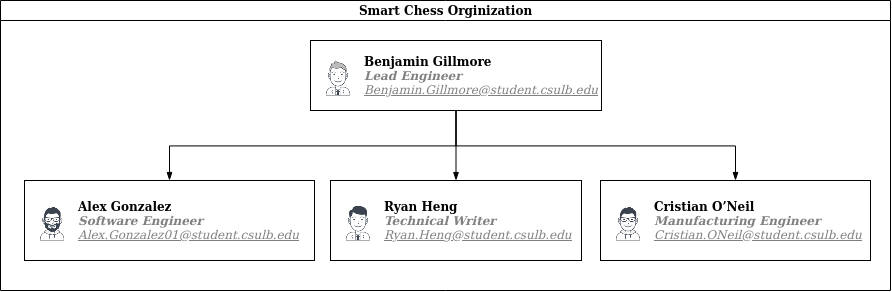 Smart Chess Orginization
Benjamin Gillmore
Lead Engineer
Benjamin.Gillmore@student.csulb.edu
Alex Gonzalez
Software Engineer
Alex.Gonzalez01@student.csulb.edu
Ryan Heng
Technical Writer
Ryan.Heng@student.csulb.edu
Cristian O’Neil
Manufacturing Engineer
Cristian.ONeil@student.csulb.edu